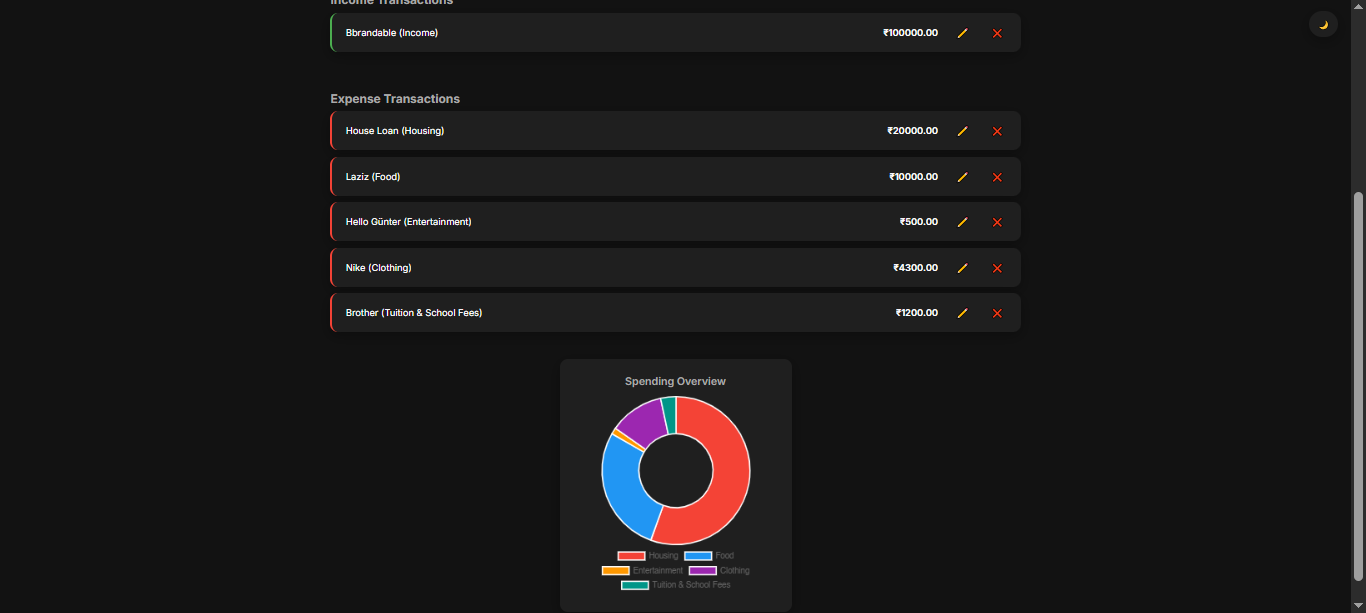 Income Transactions
Bbrandable (Income) ₹100000.00
Expense Transactions
House Loan (Housing) ₹20000.00
Laziz (Food) ₹10000.00
Hello Günter (Entertainment) ₹500.00
Nike (Clothing) ₹4300.00
Brother (Tuition & School Fees) ₹1200.00
Spending Overview
Housing Food
Entertainment Clothing
Tuition & School Fees